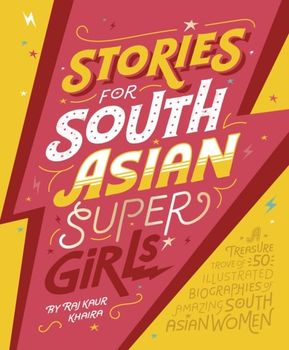 STORIES
FOR
SOUTH
ASIAN
SUPER
GiRLS
BY RAJ KAUR
KHAIRA
A
TREASURE
TROVE OF 50
ILLUSTRATED
BIOGRAPHIES OF
AMAZING SOUTH
ASIAN WOMEN